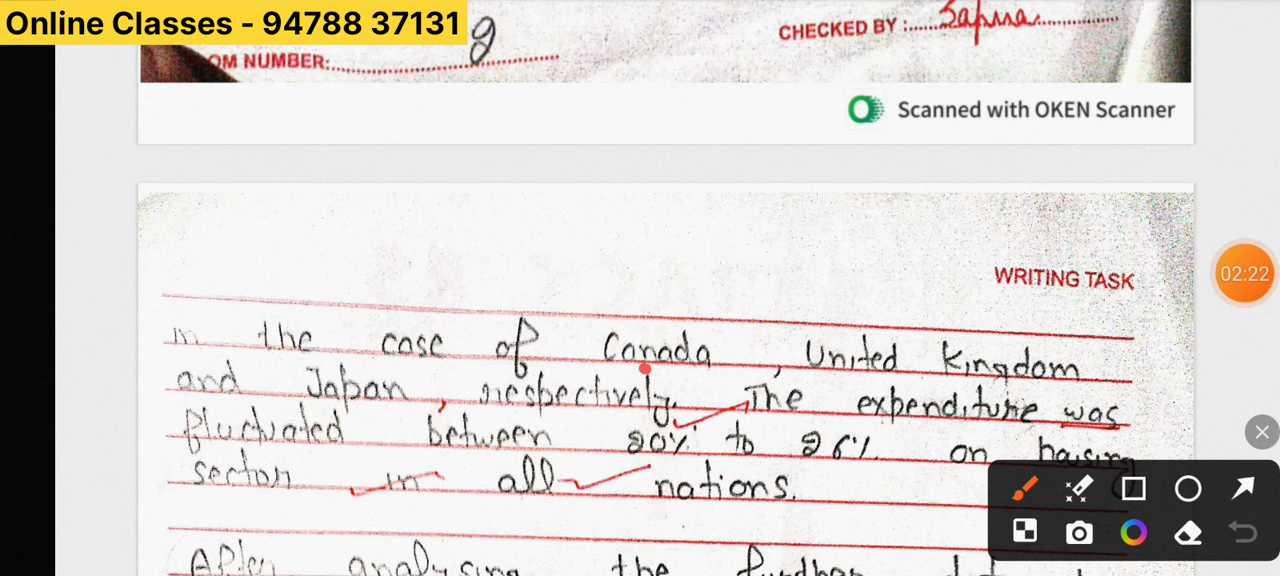 Online Classes - 94788 37131
OM NUMBER:
CHECKED BY : Sapna
Scanned with OKEN Scanner
WRITING TASK
02:22
in the case of Canada, United Kingdom
and Japan, respectively. The expenditure was
fluctuated between 20% to 26% on housing
sector in all nations.
After analysing the further